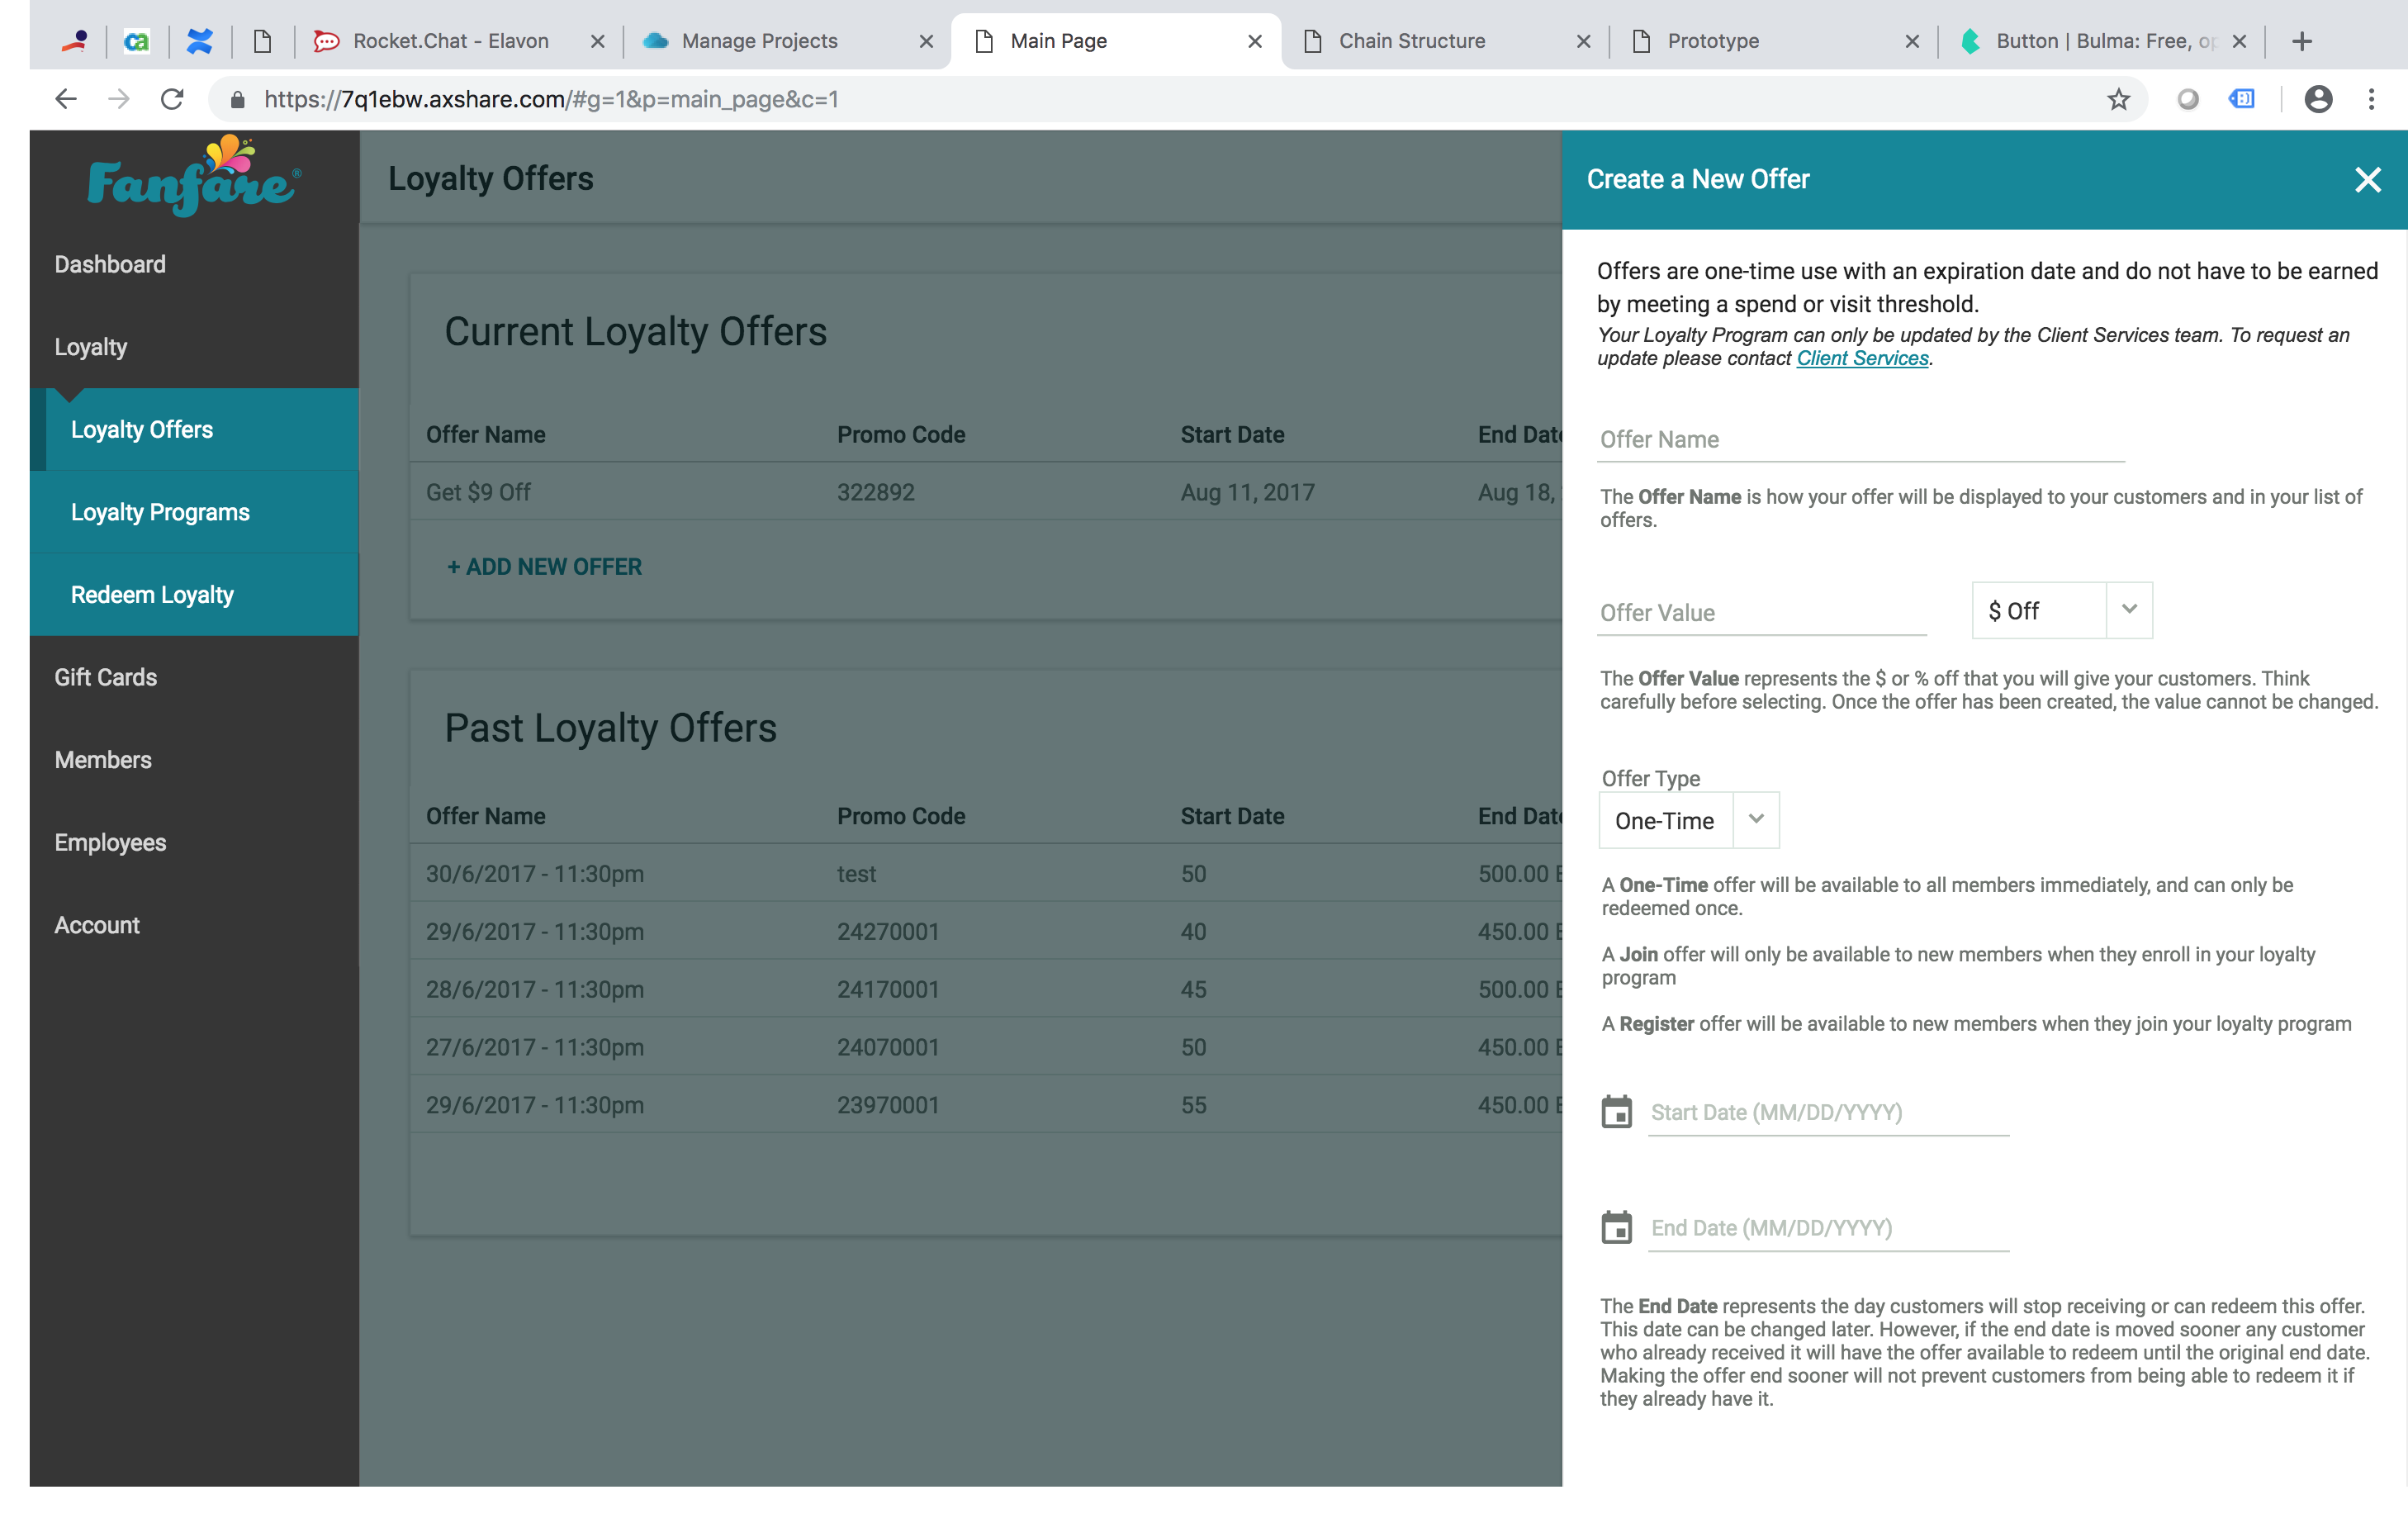 ca
Rocket.Chat - Elavon
Manage Projects
Main Page
Chain Structure
Prototype
Button | Bulma: Free, op
https://7q1ebw.axshare.com/#g=1&p=main_page&c=1
Fanfare®
Dashboard
Loyalty
Loyalty Offers
Loyalty Programs
Redeem Loyalty
Gift Cards
Members
Employees
Account
Loyalty Offers
Current Loyalty Offers
Offer Name Promo Code Start Date End Date
Get $9 Off 322892 Aug 11, 2017 Aug 18,
+ ADD NEW OFFER
Past Loyalty Offers
Offer Name Promo Code Start Date End Date
30/6/2017 - 11:30pm test 50 500.00 E
29/6/2017 - 11:30pm 24270001 40 450.00 E
28/6/2017 - 11:30pm 24170001 45 500.00 E
27/6/2017 - 11:30pm 24070001 50 450.00 E
29/6/2017 - 11:30pm 23970001 55 450.00 E
Create a New Offer
Offers are one-time use with an expiration date and do not have to be earned
by meeting a spend or visit threshold.
Your Loyalty Program can only be updated by the Client Services team. To request an
update please contact Client Services.
Offer Name
The Offer Name is how your offer will be displayed to your customers and in your list of
offers.
Offer Value $ Off
The Offer Value represents the $ or % off that you will give your customers. Think
carefully before selecting. Once the offer has been created, the value cannot be changed.
Offer Type
One-Time
A One-Time offer will be available to all members immediately, and can only be
redeemed once.
A Join offer will only be available to new members when they enroll in your loyalty
program
A Register offer will be available to new members when they join your loyalty program
Start Date (MM/DD/YYYY)
End Date (MM/DD/YYYY)
The End Date represents the day customers will stop receiving or can redeem this offer.
This date can be changed later. However, if the end date is moved sooner any customer
who already received it will have the offer available to redeem until the original end date.
Making the offer end sooner will not prevent customers from being able to redeem it if
they already have it.